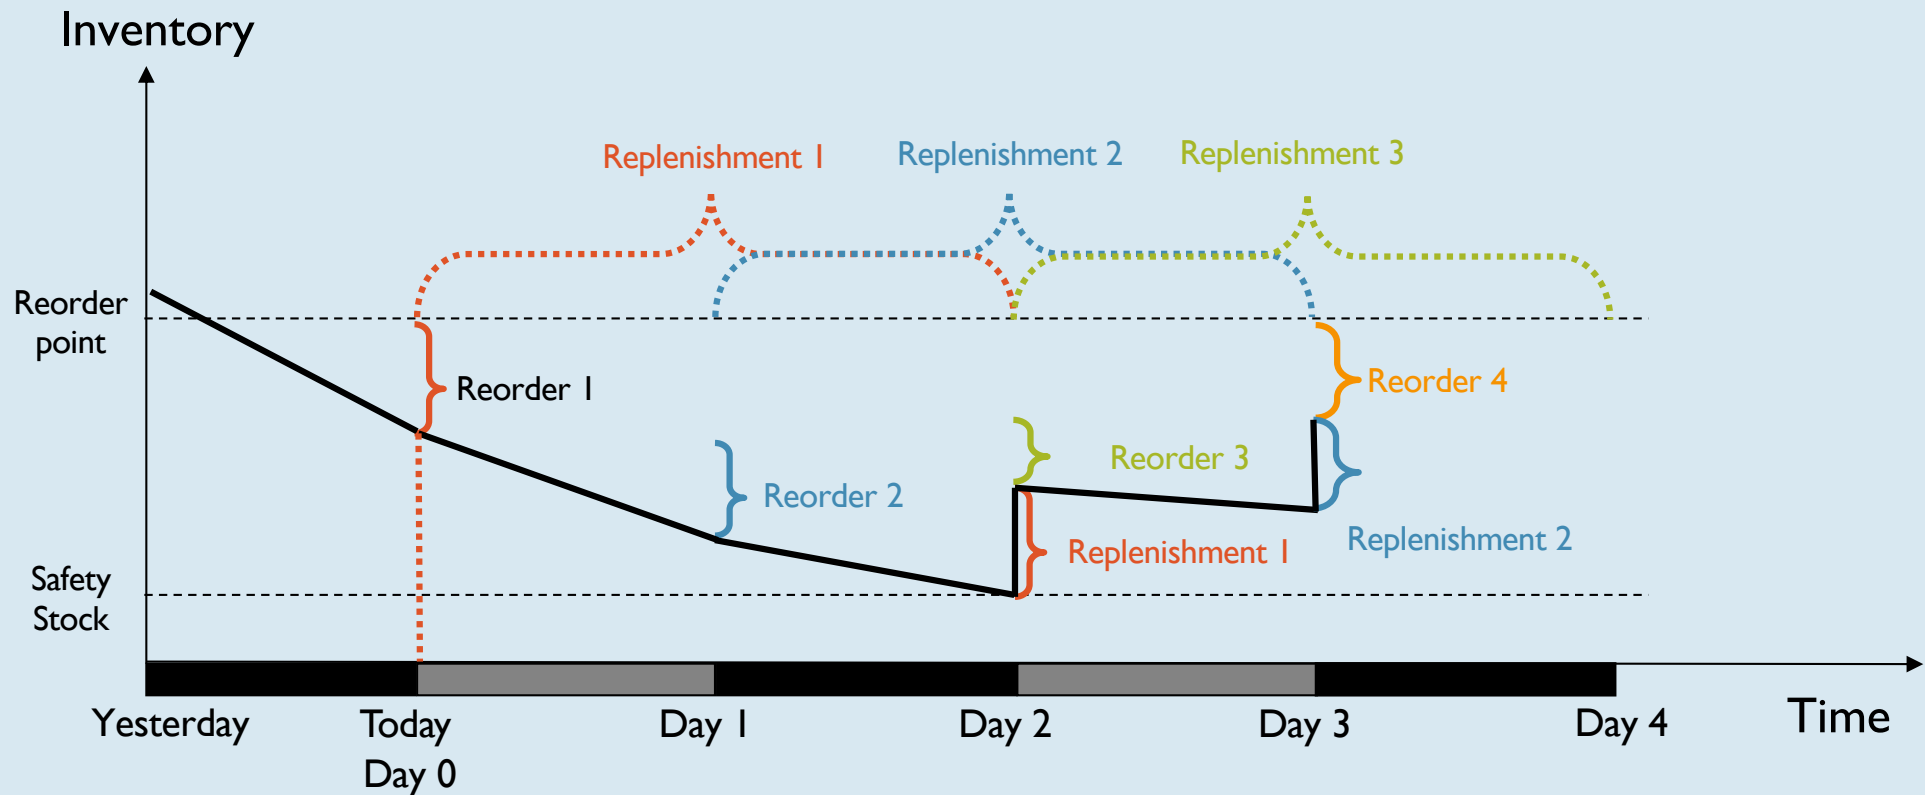 Inventory
Replenishment 1
Replenishment 2
Replenishment 3
Reorder
point
Reorder 1
Reorder 4
Reorder 2
Reorder 3
Replenishment 1
Replenishment 2
Safety
Stock
Yesterday
Today
Day 0
Day 1
Day 2
Day 3
Day 4
Time